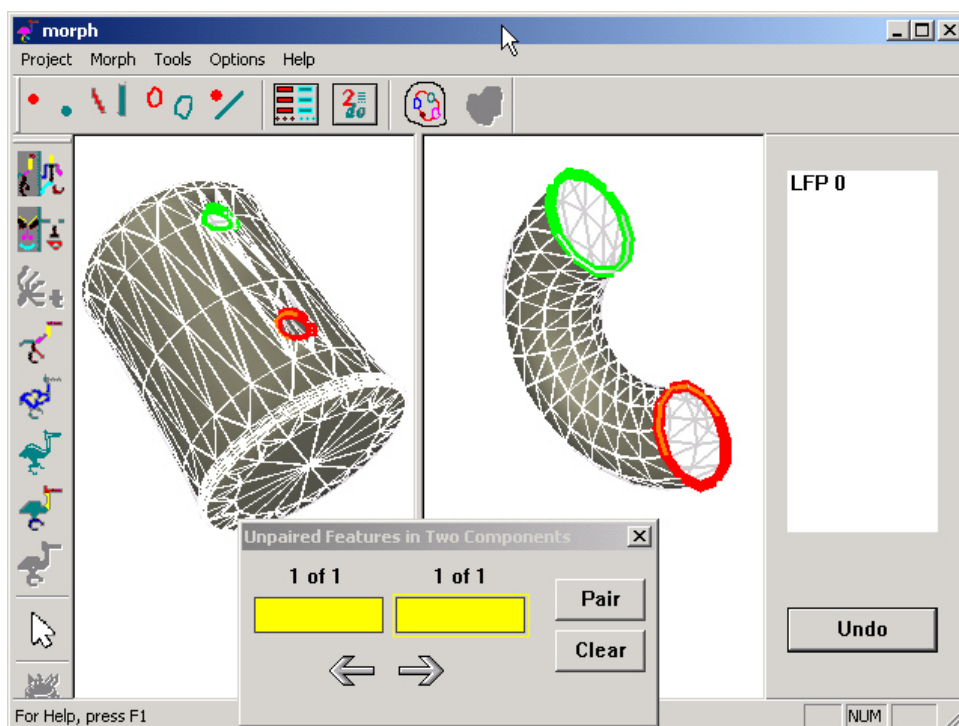 morph
Project Morph Tools Options Help
LFP 0
Unpaired Features in Two Components
1 of 1 1 of 1
Pair
Clear
Undo
For Help, press F1
NUM